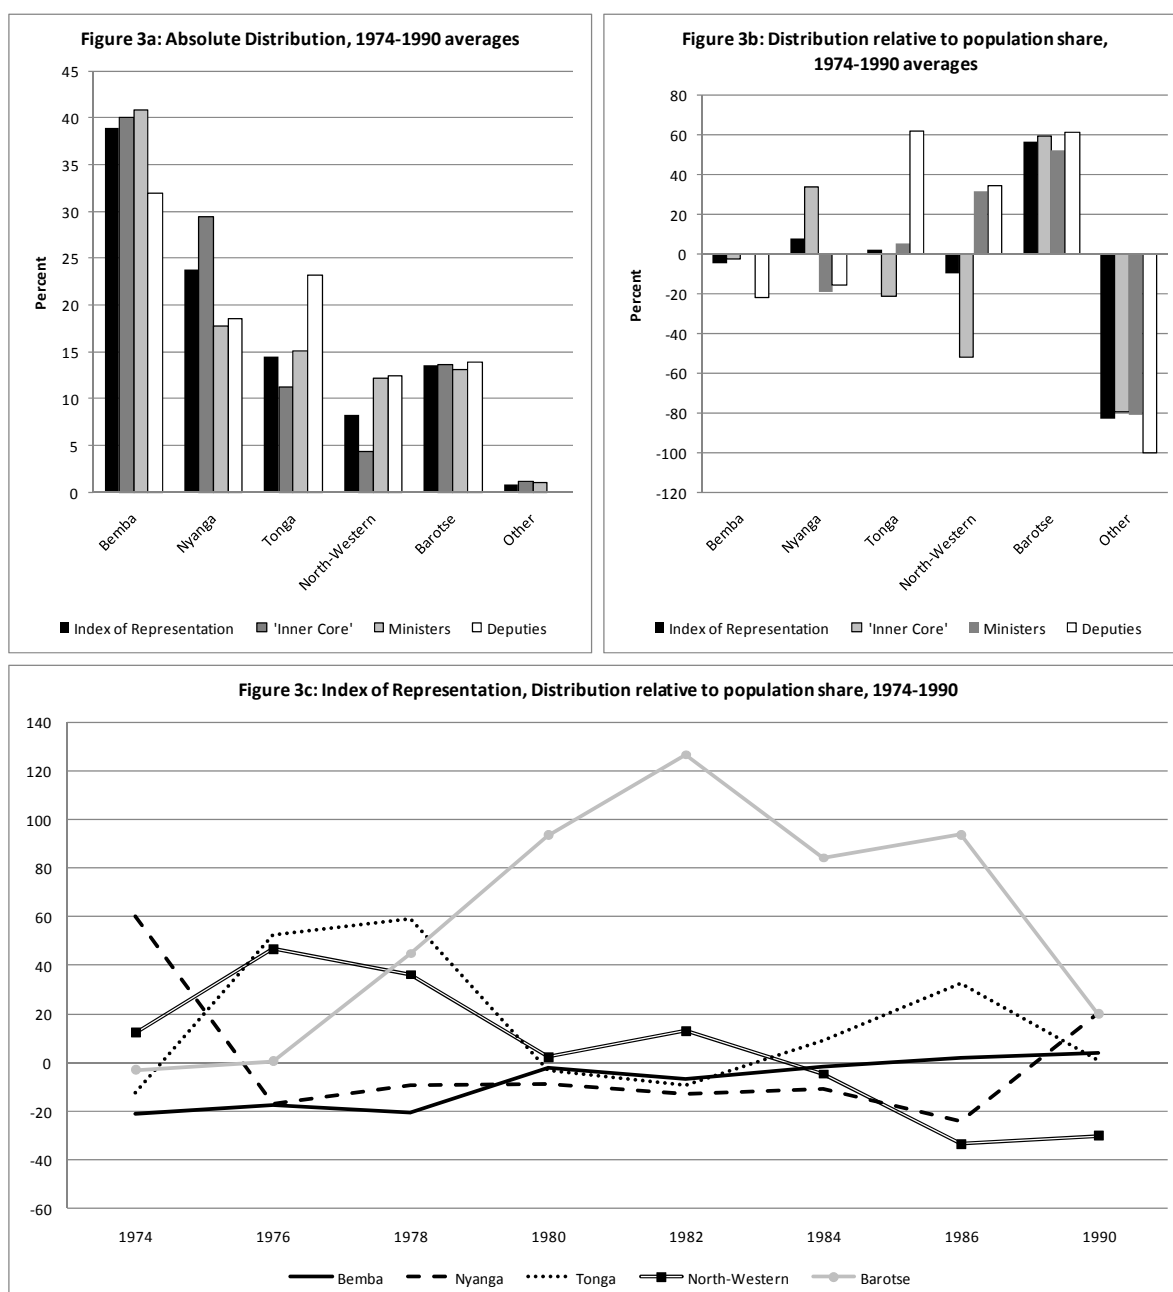 Figure 3a: Absolute Distribution, 1974-1990 averages
45
40
35
30
25
20
15
10
5
0
Percent
Bemba
Nyanga
Tonga
North-Western
Barotse
Other
Index of Representation
'Inner Core'
Ministers
Deputies
Figure 3b: Distribution relative to population share,
1974-1990 averages
80
60
40
20
0
-20
-40
-60
-80
-100
-120
Percent
Bemba
Nyanga
Tonga
North-Western
Barotse
Other
Index of Representation
'Inner Core'
Ministers
Deputies
Figure 3c: Index of Representation, Distribution relative to population share, 1974-1990
140
120
100
80
60
40
20
0
-20
-40
-60
1974
1976
1978
1980
1982
1984
1986
1990
Bemba
Nyanga
Tonga
North-Western
Barotse